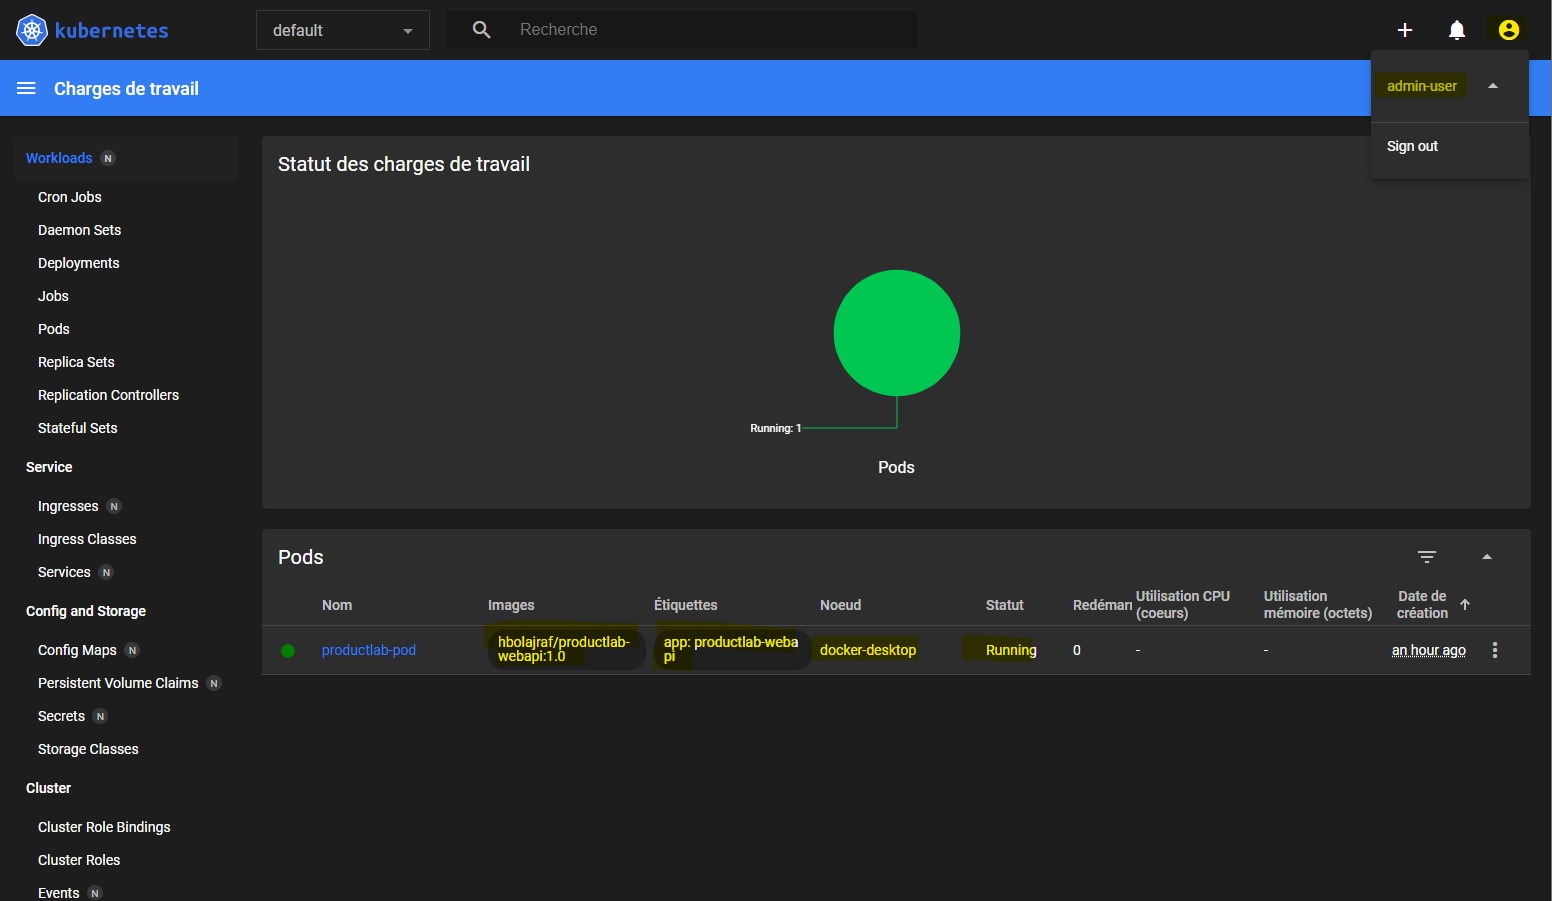 kubernetes
default
Recherche
Charges de travail
admin-user
Sign out
Workloads N
Cron Jobs
Daemon Sets
Deployments
Jobs
Pods
Replica Sets
Replication Controllers
Stateful Sets
Service
Ingresses N
Ingress Classes
Services N
Config and Storage
Config Maps N
Persistent Volume Claims N
Secrets N
Storage Classes
Cluster
Cluster Role Bindings
Cluster Roles
Events N
Statut des charges de travail
Running: 1
Pods
Pods
Nom Images Étiquettes Noeud Statut Redémarr Utilisation CPU (coeurs) Utilisation mémoire (octets) Date de création
productlab-pod
hbolajraf/productlab-
webapi:1.0
app: productlab-weba
pi
docker-desktop Running 0 - - an hour ago